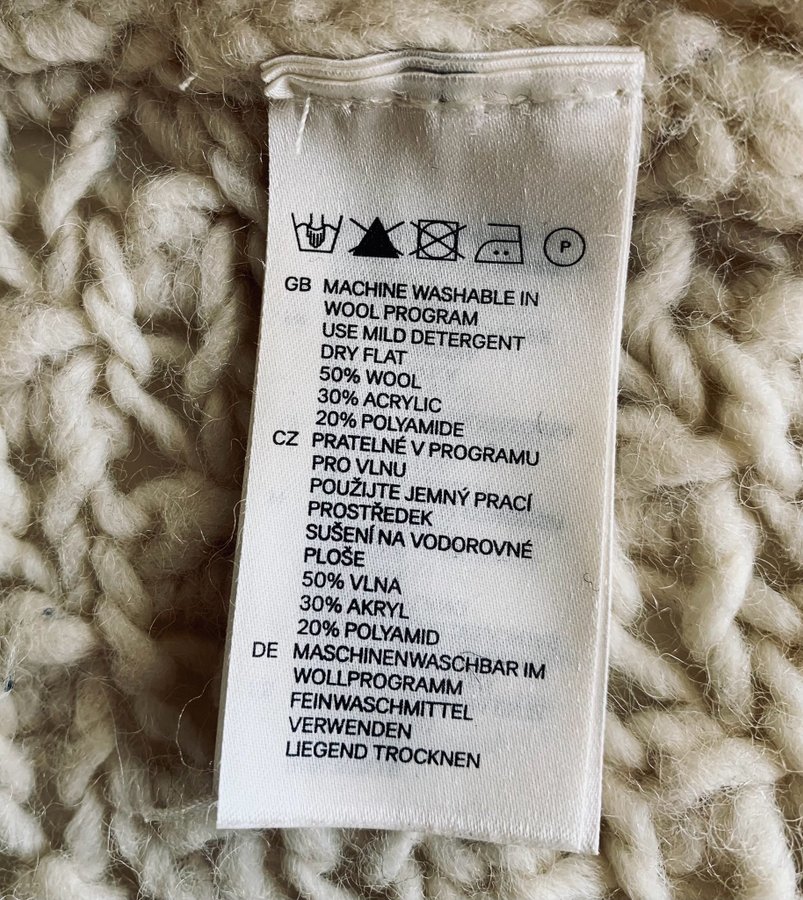 P
GB MACHINE WASHABLE IN
WOOL PROGRAM
USE MILD DETERGENT
DRY FLAT
50% WOOL
30% ACRYLIC
20% POLYAMIDE
CZ PRATELNÉ V PROGRAMU
PRO VLNU
POUŽIJTE JEMNÝ PRACÍ
PROSTŘEDEK
SUŠENÍ NA VODOROVNÉ
PLOŠE
50% VLNA
30% AKRYL
20% POLYAMID
DE MASCHINENWASCHBAR IM
WOLLPROGRAMM
FEINWASCHMITTEL
VERWENDEN
LIEGEND TROCKNEN